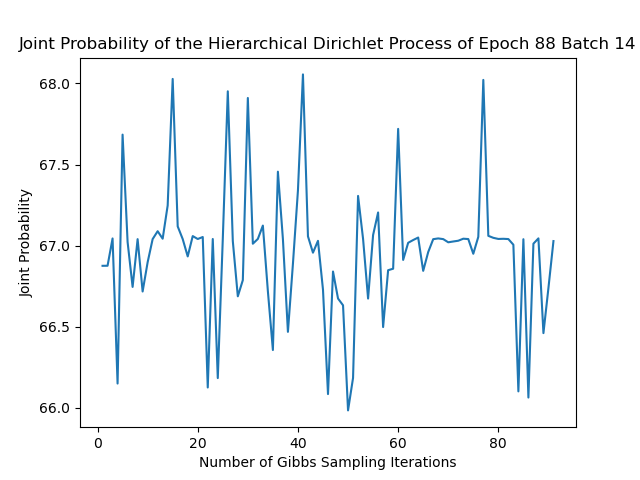 Joint Probability of the Hierarchical Dirichlet Process of Epoch 88 Batch 14
68.0
67.5
67.0
66.5
66.0
Joint Probability
0 20 40 60 80
Number of Gibbs Sampling Iterations